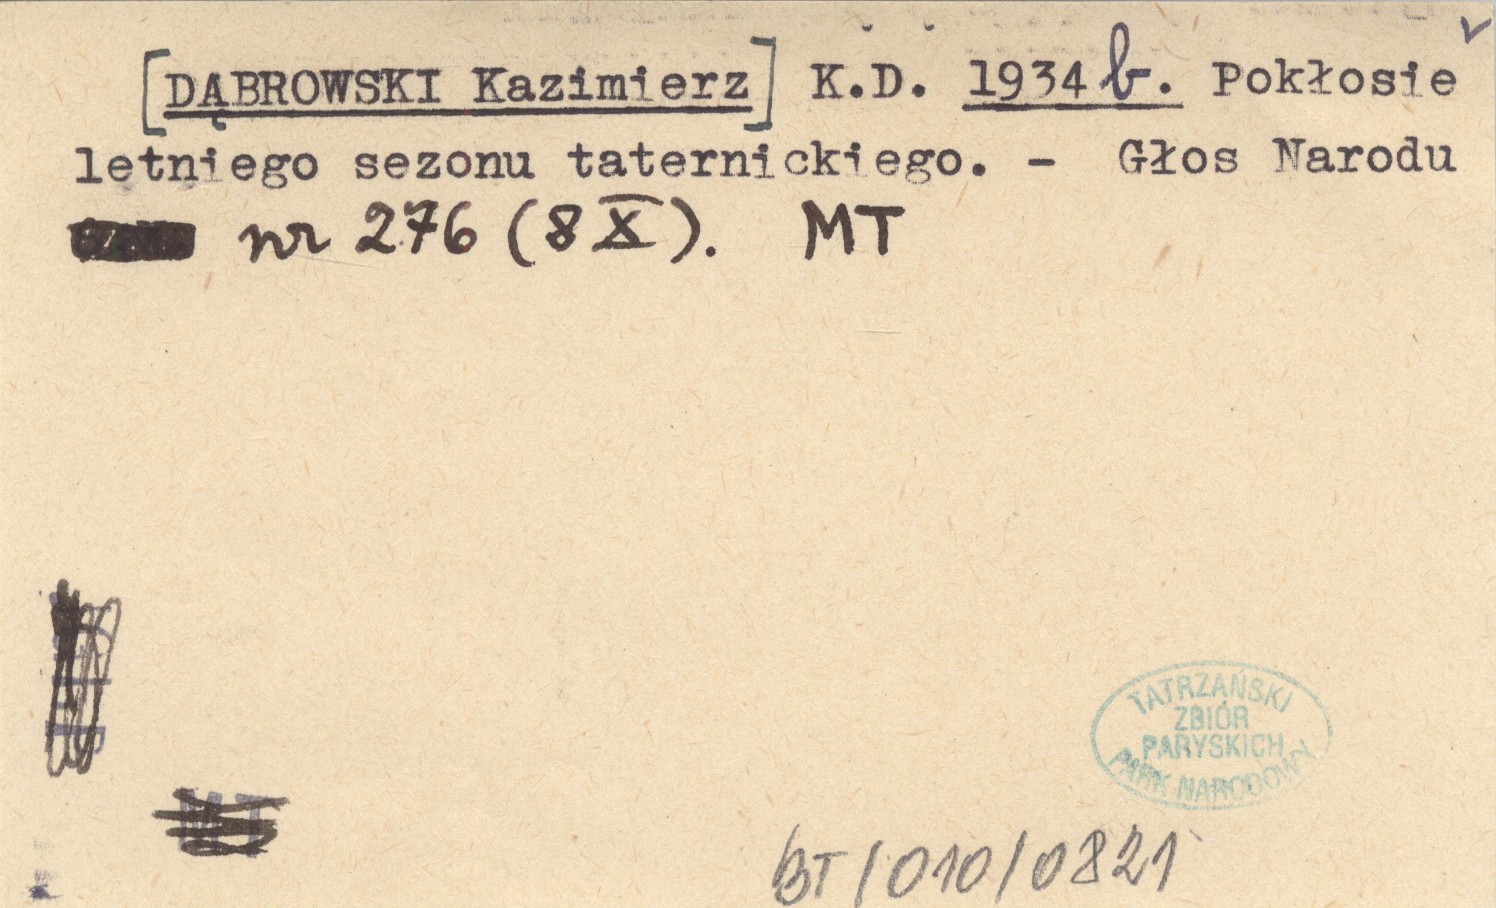 [DĄBROWSKI Kazimierz] K.D. 1934 b. Pokłosie
letniego sezonu taternickiego. - Głos Narodu
nr 276 (8 X). MT
TATRZAŃSKI
ZBIÓR
PARYSKICH
PARK NARODOWY
MT
BT/010/0821